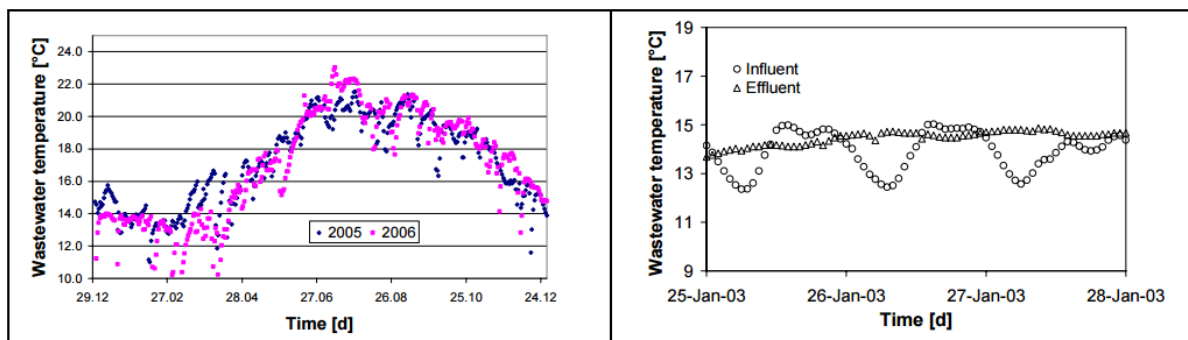 Wastewater temperature [°C]
24.0
22.0
20.0
18.0
16.0
14.0
12.0
10.0
2005 2006
29.12 27.02 28.04 27.06 26.08 25.10 24.12
Time [d]
Wastewater temperature [°C]
19
17
15
13
11
9
Influent
Effluent
25-Jan-03 26-Jan-03 27-Jan-03 28-Jan-03
Time [d]